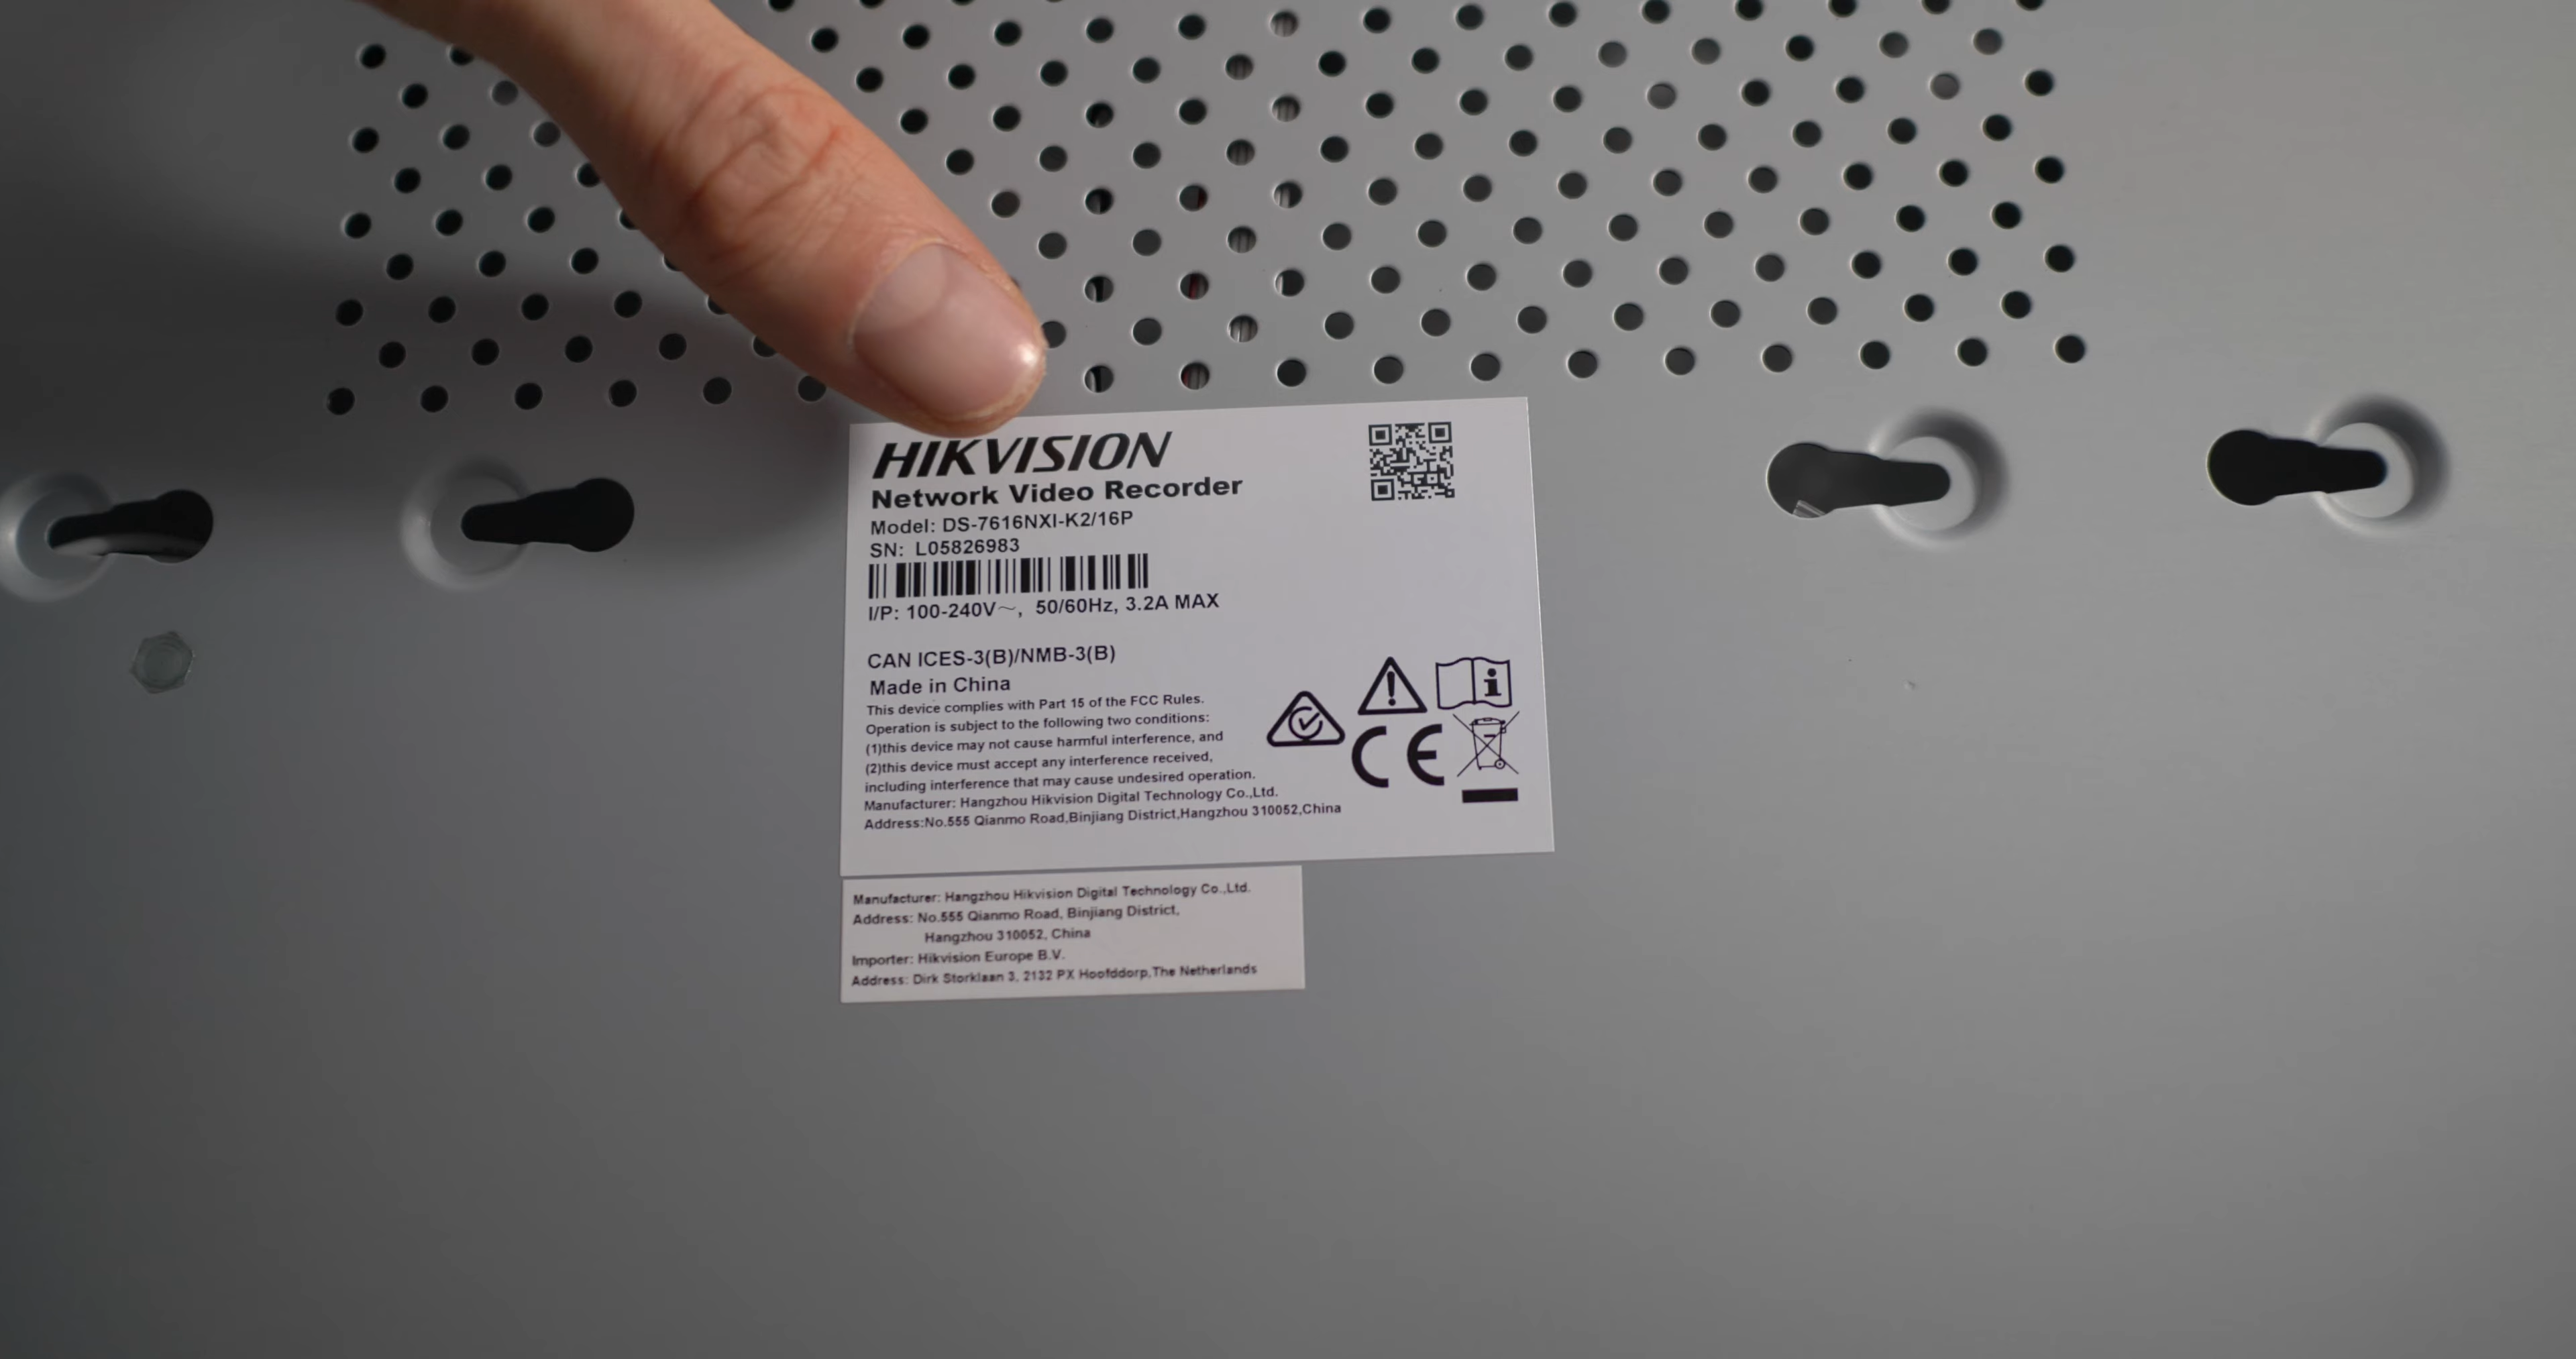 HIKVISION
Network Video Recorder
Model: DS-7616NXI-K2/16P
SN: L05826983
I/P: 100-240V～, 50/60Hz, 3.2A MAX
CAN ICES-3(B)/NMB-3(B)
Made in China
This device complies with Part 15 of the FCC Rules.
Operation is subject to the following two conditions:
(1)this device may not cause harmful interference, and
(2)this device must accept any interference received,
including interference that may cause undesired operation.
Manufacturer: Hangzhou Hikvision Digital Technology Co.,Ltd.
Address:No.555 Qianmo Road,Binjiang District,Hangzhou 310052,China
CE
Manufacturer: Hangzhou Hikvision Digital Technology Co.,Ltd.
Address: No.555 Qianmo Road, Binjiang District,
Hangzhou 310052, China
Importer: Hikvision Europe B.V.
Address: Dirk Storklaan 3, 2132 PX Hoofddorp,The Netherlands